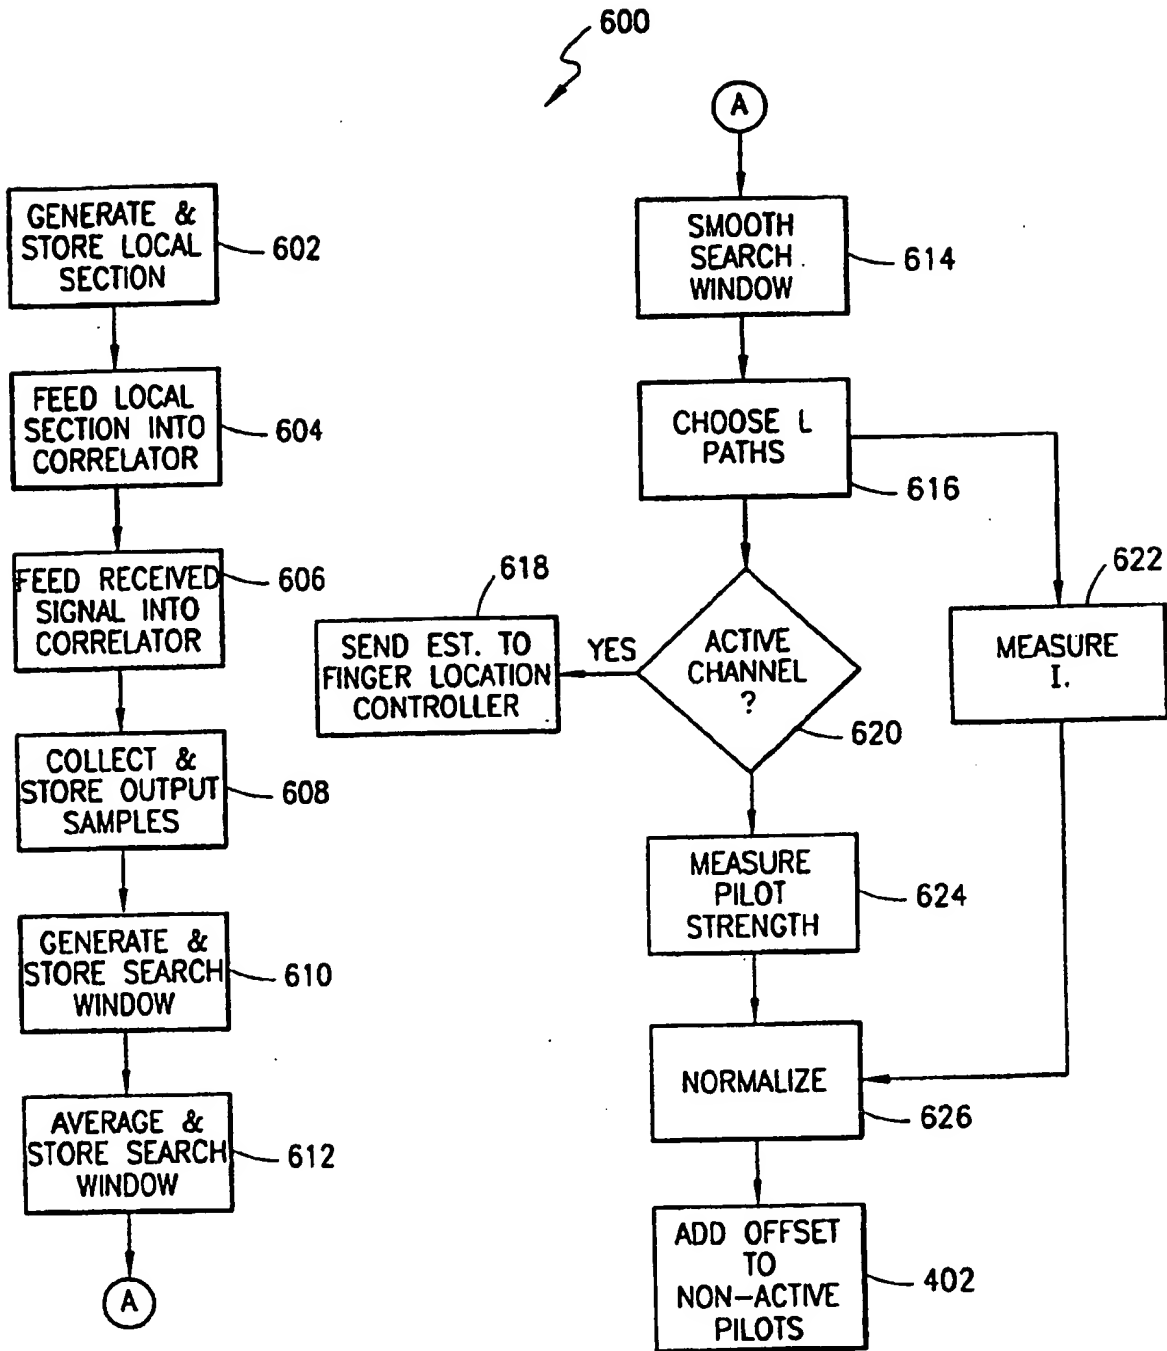 600
GENERATE &
STORE LOCAL
SECTION
602
FEED LOCAL
SECTION INTO
CORRELATOR
604
FEED RECEIVED
SIGNAL INTO
CORRELATOR
606
COLLECT &
STORE OUTPUT
SAMPLES
608
GENERATE &
STORE SEARCH
WINDOW
610
AVERAGE &
STORE SEARCH
WINDOW
612
A
A
SMOOTH
SEARCH
WINDOW
614
CHOOSE L
PATHS
616
ACTIVE
CHANNEL
?
620
YES
618
SEND EST. TO
FINGER LOCATION
CONTROLLER
622
MEASURE
I.
MEASURE
PILOT
STRENGTH
624
NORMALIZE
626
ADD OFFSET
TO
NON-ACTIVE
PILOTS
402